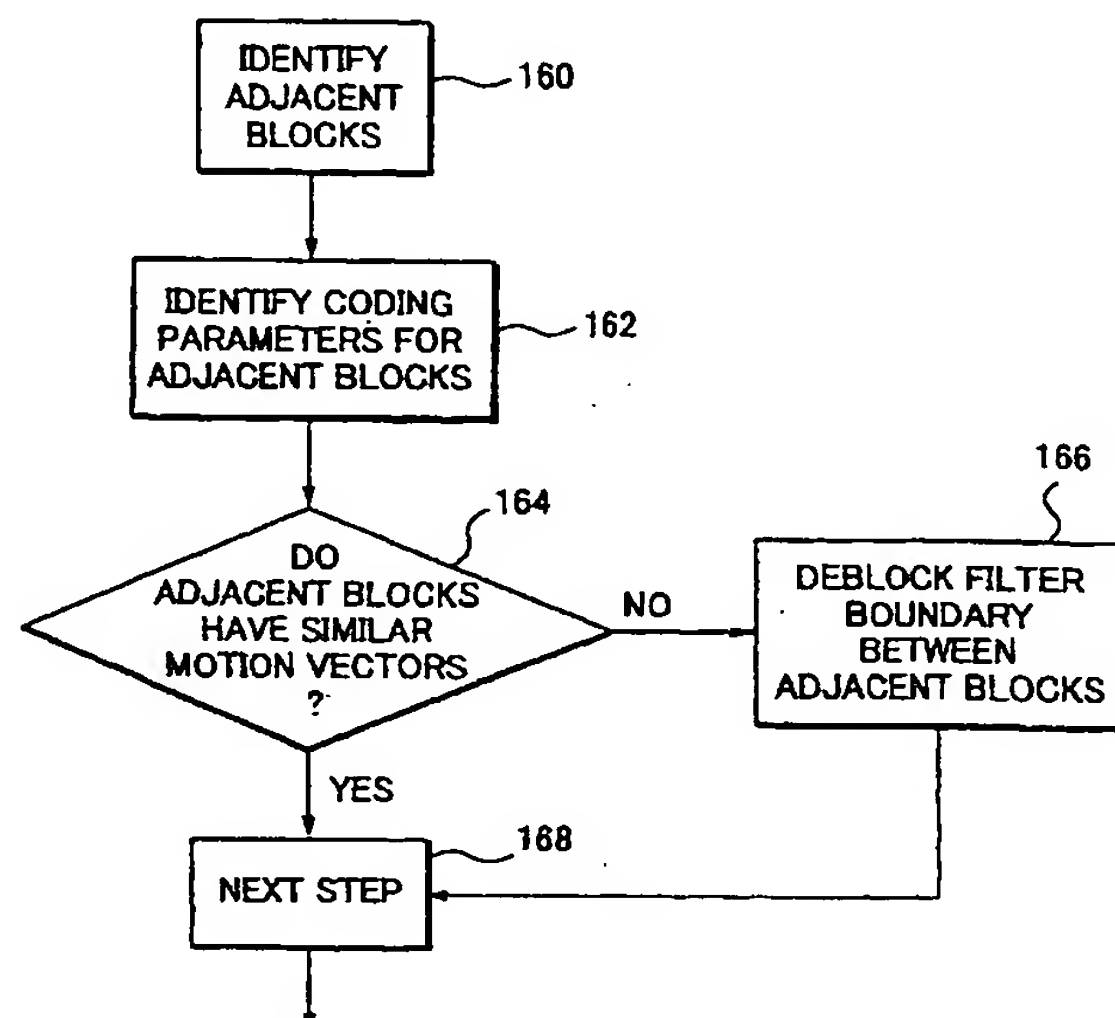 IDENTIFY
ADJACENT
BLOCKS
160
IDENTIFY CODING
PARAMETERS FOR
ADJACENT BLOCKS
162
164
DO
ADJACENT BLOCKS
HAVE SIMILAR
MOTION VECTORS
?
NO
166
DEBLOCK FILTER
BOUNDARY
BETWEEN
ADJACENT BLOCKS
YES
168
NEXT STEP